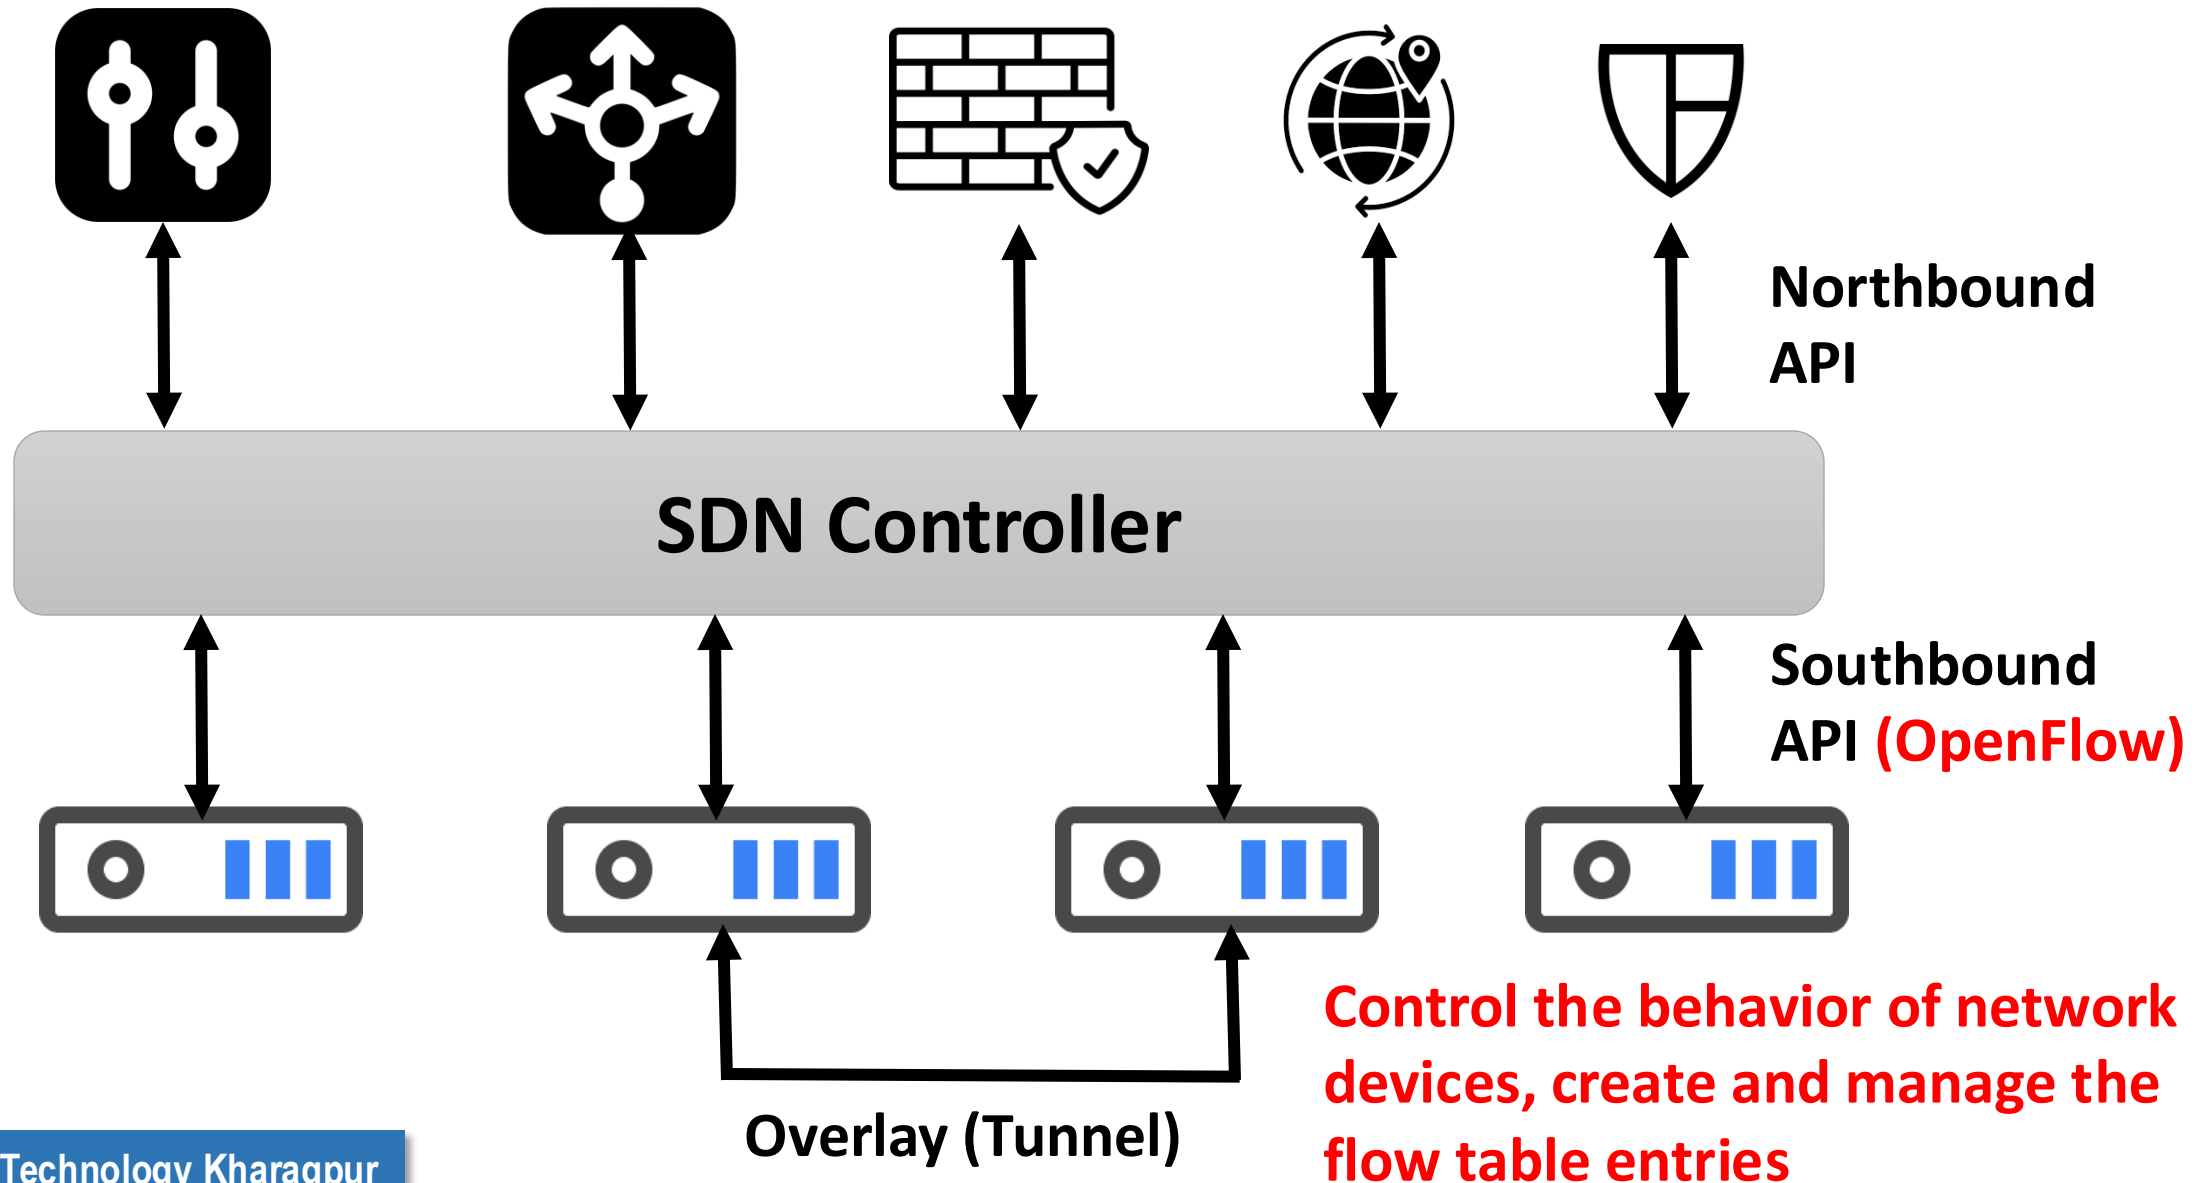 Northbound
API
SDN Controller
Southbound
API (OpenFlow)
Control the behavior of network
devices, create and manage the
flow table entries
Overlay (Tunnel)
Technology Kharagpur